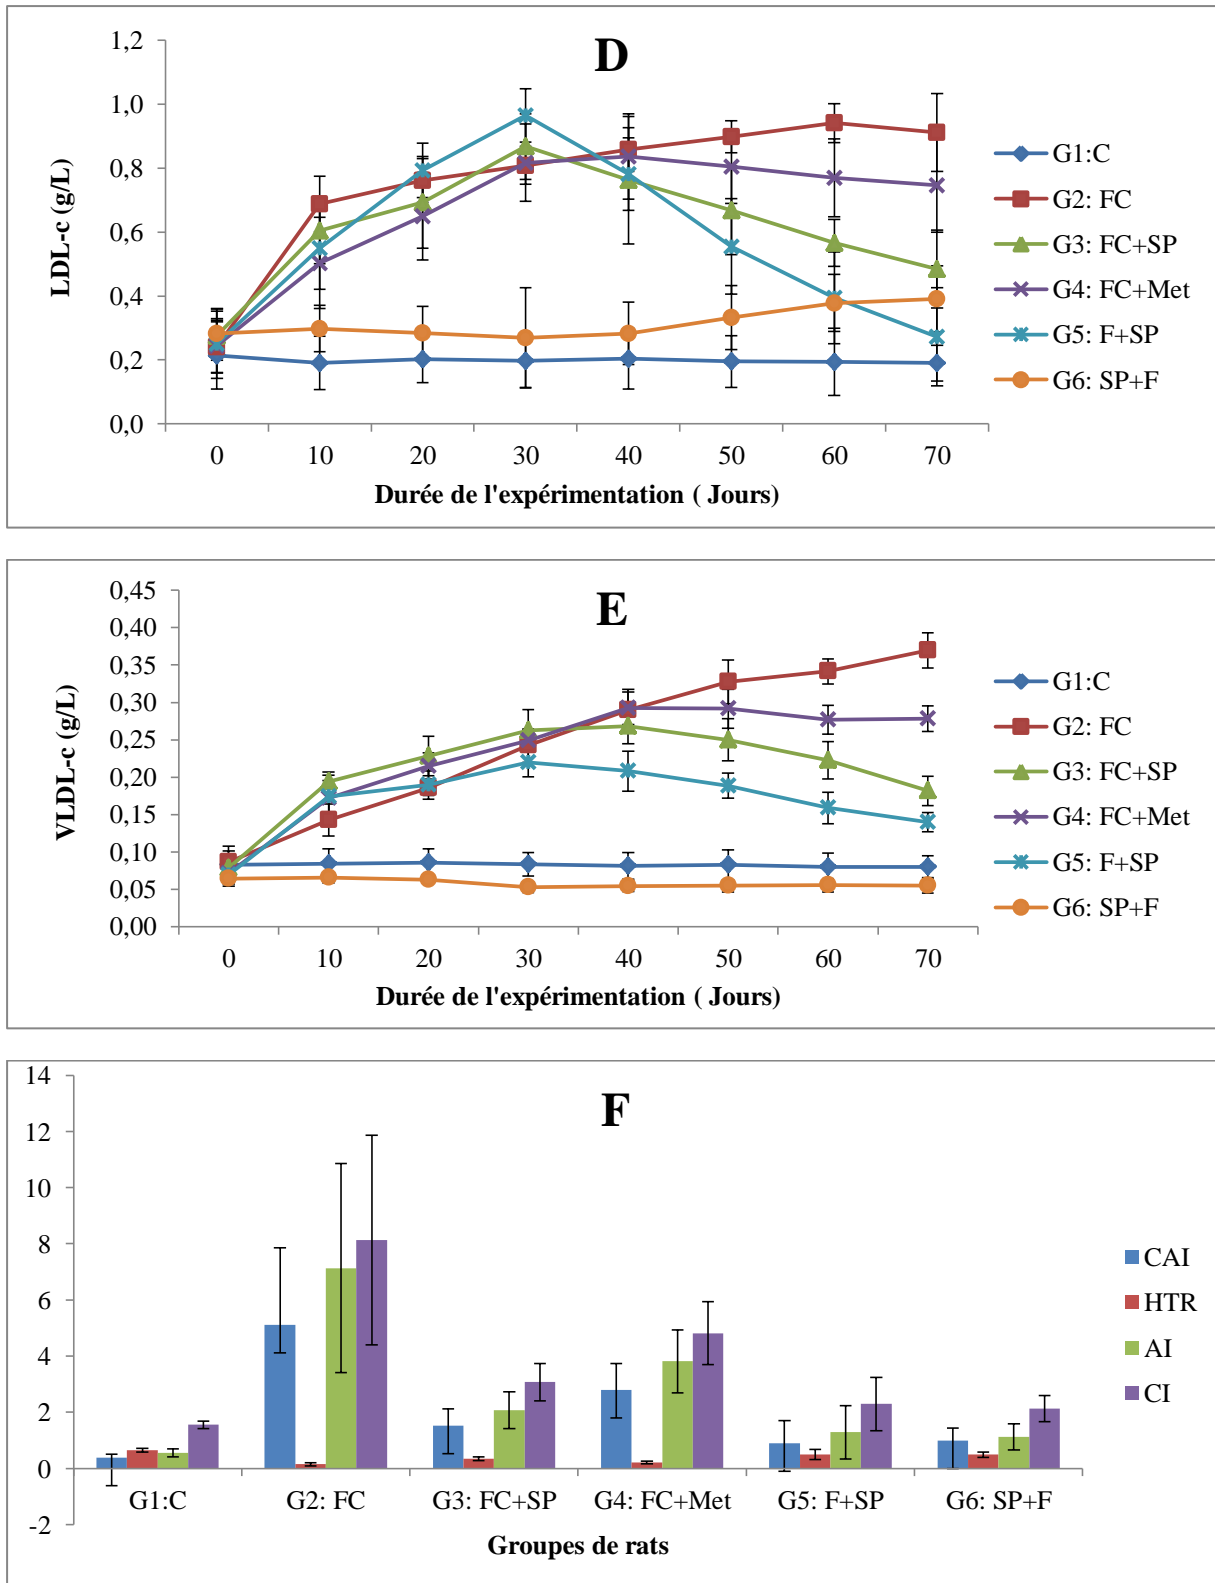 D
LDL-c (g/L)
1,2
1,0
0,8
0,6
0,4
0,2
0,0
0 10 20 30 40 50 60 70
Durée de l'expérimentation ( Jours)
G1:C
G2: FC
G3: FC+SP
G4: FC+Met
G5: F+SP
G6: SP+F
E
VLDL-c (g/L)
0,45
0,40
0,35
0,30
0,25
0,20
0,15
0,10
0,05
0,00
0 10 20 30 40 50 60 70
Durée de l'expérimentation ( Jours)
G1:C
G2: FC
G3: FC+SP
G4: FC+Met
G5: F+SP
G6: SP+F
F
14
12
10
8
6
4
2
0
-2
G1:C G2: FC G3: FC+SP G4: FC+Met G5: F+SP G6: SP+F
Groupes de rats
CAI
HTR
AI
CI